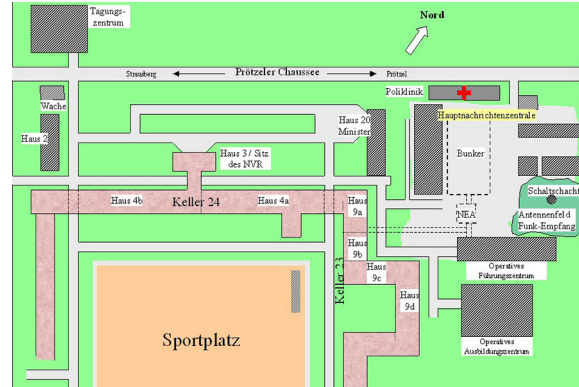 Tagungs-
zentrum
Nord
Strausberg
Prötzeler Chaussee
Prötzel
Wache
Poliklinik
Hauptnachrichtenzentrale
Haus 2
Haus 20
Minister
Haus 3 / Sitz
des NVR
Bunker
Schaltschacht
Haus 4b
Keller 24
Haus 4a
Haus
9a
NEA
Antennenfeld
Funk-Empfang
Haus
9b
Keller 23
Haus
9c
Operatives
Führungszentrum
Haus
9d
Sportplatz
Operatives
Ausbildungszentrum